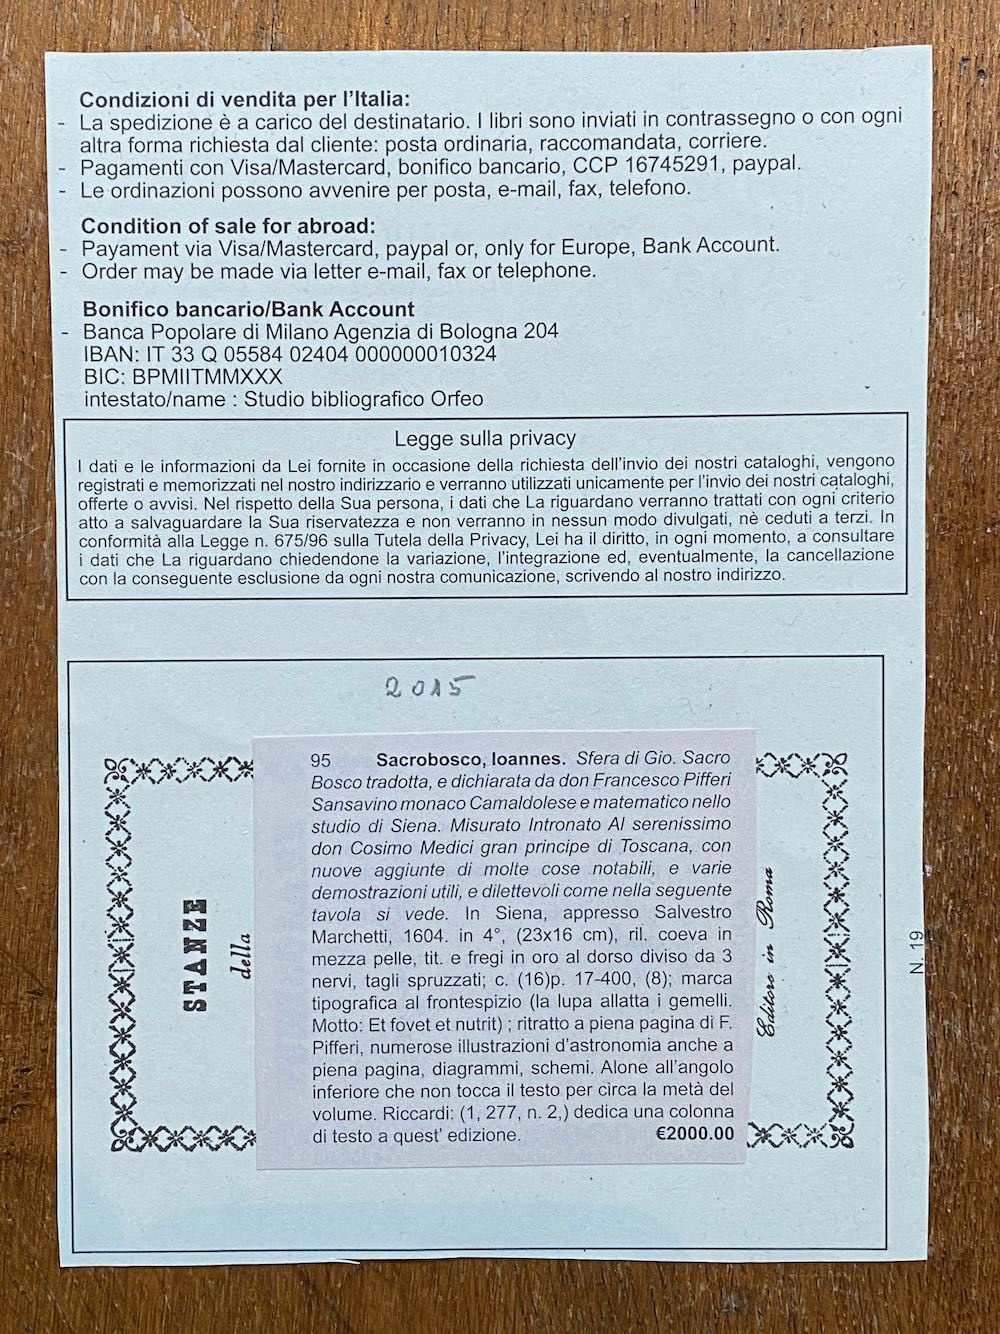 Condizioni di vendita per l'Italia:
- La spedizione è a carico del destinatario. I libri sono inviati in contrassegno o con ogni
altra forma richiesta dal cliente: posta ordinaria, raccomandata, corriere.
- Pagamenti con Visa/Mastercard, bonifico bancario, CCP 16745291, paypal.
- Le ordinazioni possono avvenire per posta, e-mail, fax, telefono.
Condition of sale for abroad:
- Payament via Visa/Mastercard, paypal or, only for Europe, Bank Account.
- Order may be made via letter e-mail, fax or telephone.
Bonifico bancario/Bank Account
- Banca Popolare di Milano Agenzia di Bologna 204
IBAN: IT 33 Q 05584 02404 000000010324
BIC: BPMIITMMXXX
intestato/name : Studio bibliografico Orfeo
Legge sulla privacy
I dati e le informazioni da Lei fornite in occasione della richiesta dell'invio dei nostri cataloghi, vengono
registrati e memorizzati nel nostro indirizzario e verranno utilizzati unicamente per l'invio dei nostri cataloghi,
offerte o avvisi. Nel rispetto della Sua persona, i dati che La riguardano verranno trattati con ogni criterio
atto a salvaguardare la Sua riservatezza e non verranno in nessun modo divulgati, nè ceduti a terzi. In
conformità alla Legge n. 675/96 sulla Tutela della Privacy, Lei ha il diritto, in ogni momento, a consultare
i dati che La riguardano chiedendone la variazione, l'integrazione ed, eventualmente, la cancellazione
con la conseguente esclusione da ogni nostra comunicazione, scrivendo al nostro indirizzo.
2015
95 Sacrobosco, Ioannes. Sfera di Gio. Sacro
Bosco tradotta, e dichiarata da don Francesco Pifferi
Sansavino monaco Camaldolese e matematico nello
studio di Siena. Misurato Intronato Al serenissimo
don Cosimo Medici gran principe di Toscana, con
nuove aggiunte di molte cose notabili, e varie
demostrazioni utili, e dilettevoli come nella seguente
tavola si vede. In Siena, appresso Salvestro
Marchetti, 1604. in 4°, (23x16 cm), ril. coeva in
mezza pelle, tit. e fregi in oro al dorso diviso da 3
nervi, tagli spruzzati; c. (16)p. 17-400, (8); marca
tipografica al frontespizio (la lupa allatta i gemelli.
Motto: Et fovet et nutrit) ; ritratto a piena pagina di F.
Pifferi, numerose illustrazioni d'astronomia anche a
piena pagina, diagrammi, schemi. Alone all'angolo
inferiore che non tocca il testo per circa la metà del
volume. Riccardi: (1, 277, n. 2,) dedica una colonna
di testo a quest' edizione. €2000.00
STANZE
della
Editore in Roma
N. 19